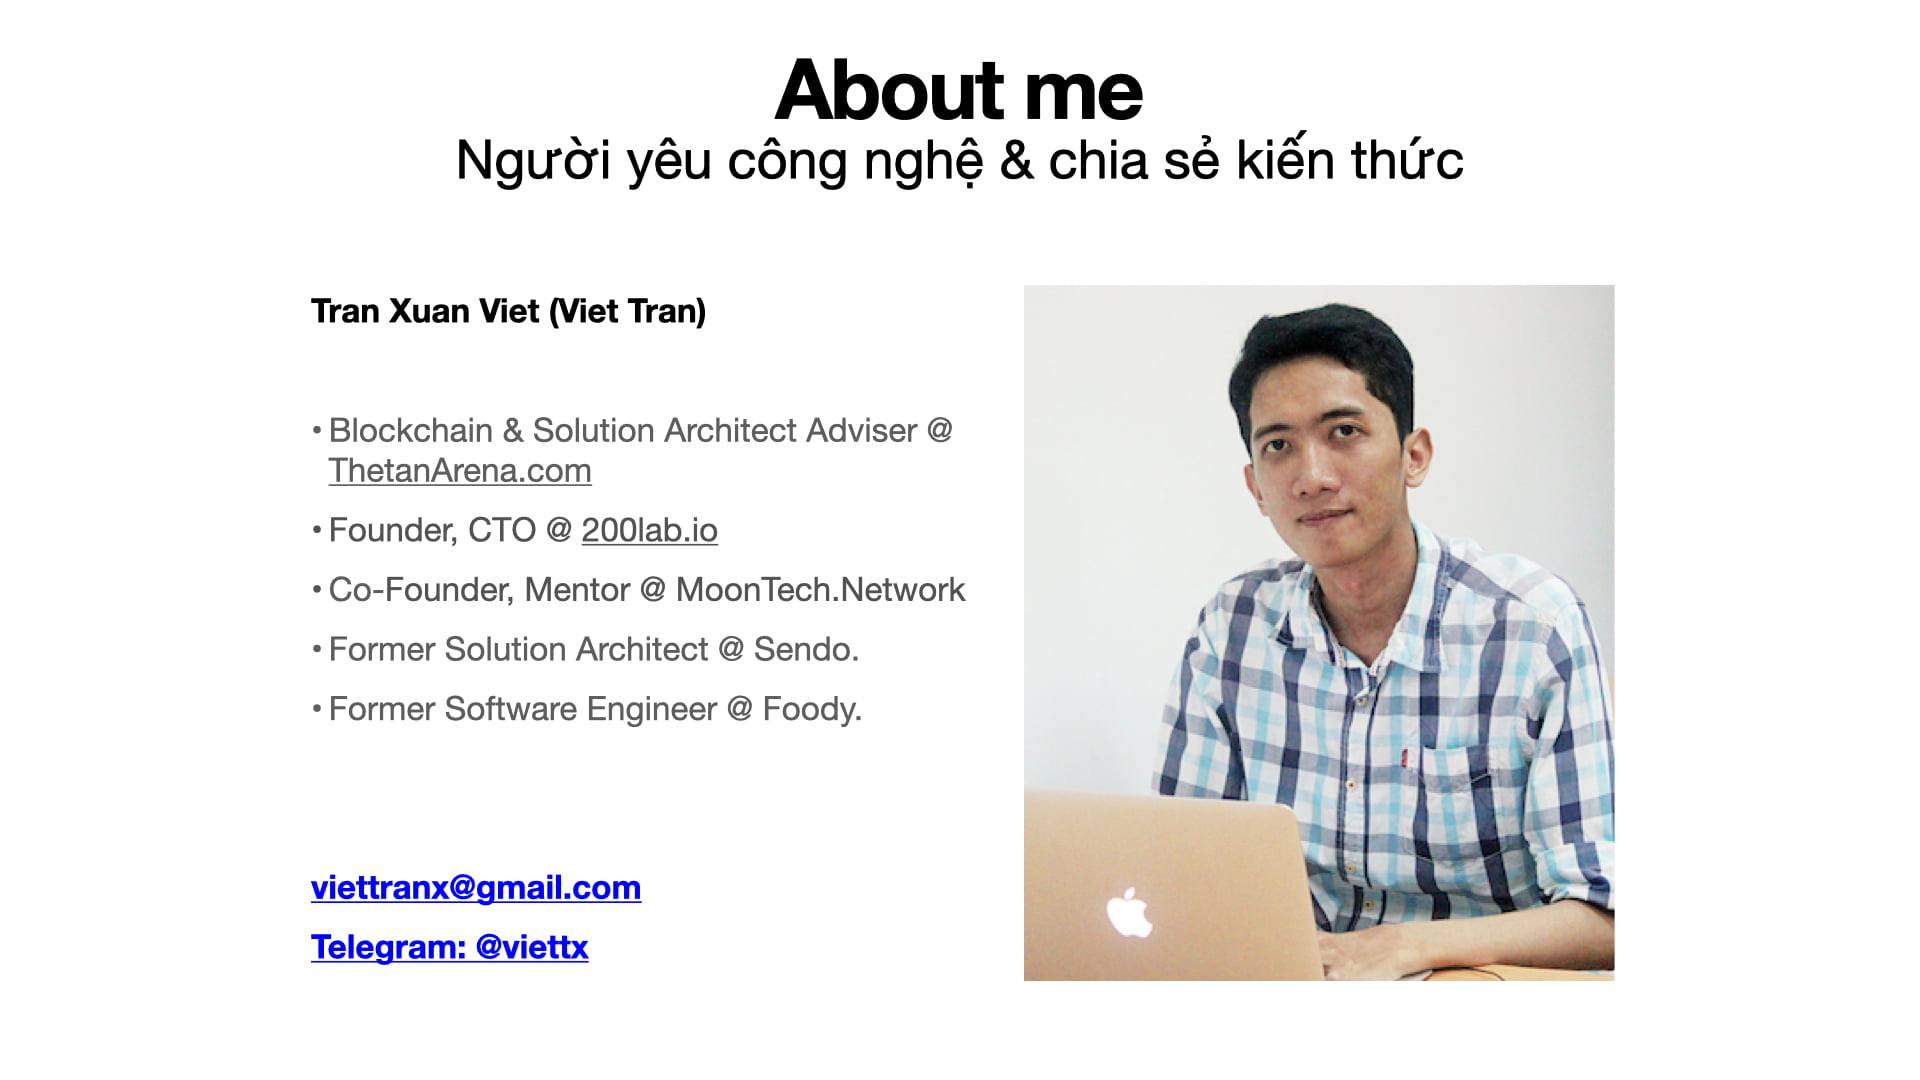 About me
Người yêu công nghệ & chia sẻ kiến thức
Tran Xuan Viet (Viet Tran)
• Blockchain & Solution Architect Adviser @
ThetanArena.com
• Founder, CTO @ 200lab.io
• Co-Founder, Mentor @ MoonTech.Network
• Former Solution Architect @ Sendo.
• Former Software Engineer @ Foody.
viettranx@gmail.com
Telegram: @viettx